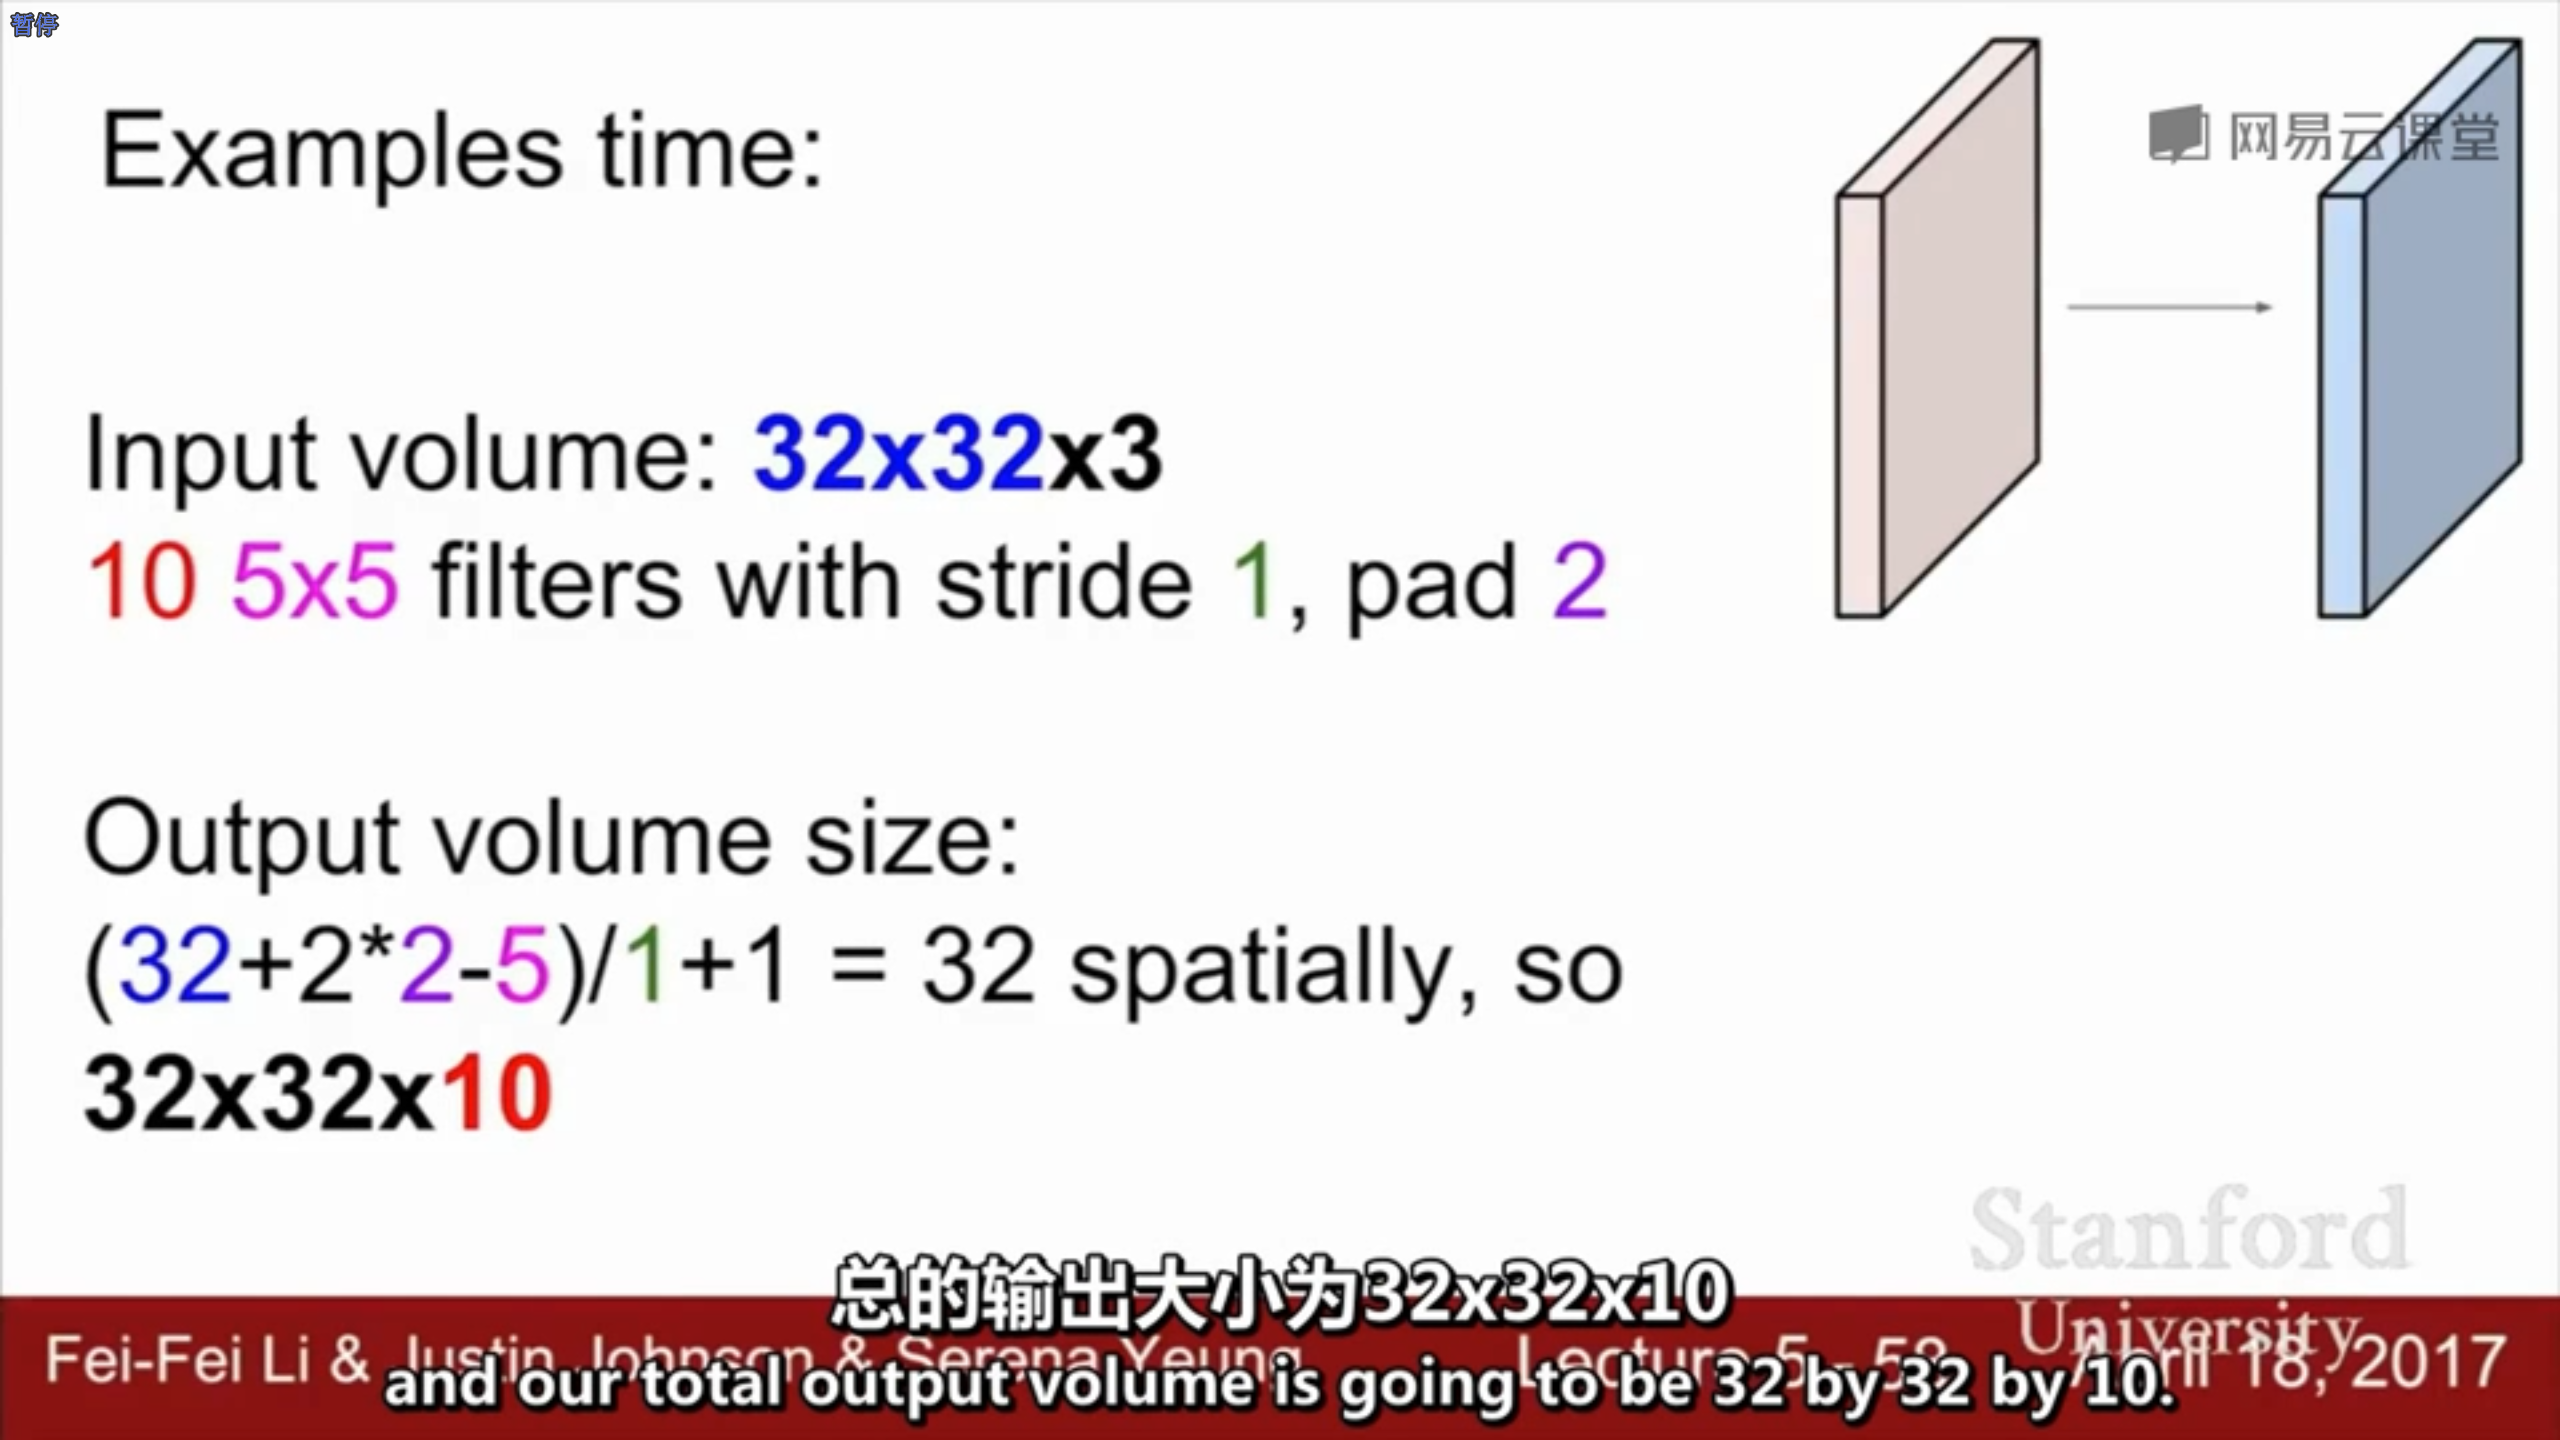 暂停
Examples time:
网易云课堂
Input volume: 32x32x3
10 5x5 filters with stride 1, pad 2
Output volume size:
(32+2*2-5)/1+1 = 32 spatially, so
32x32x10
Stanford
University
总的输出大小为32x32x10
Fei-Fei Li & Justin Johnson & Serena Yeung Lecture 5 - 58 April 18, 2017
and our total output volume is going to be 32 by 32 by 10.